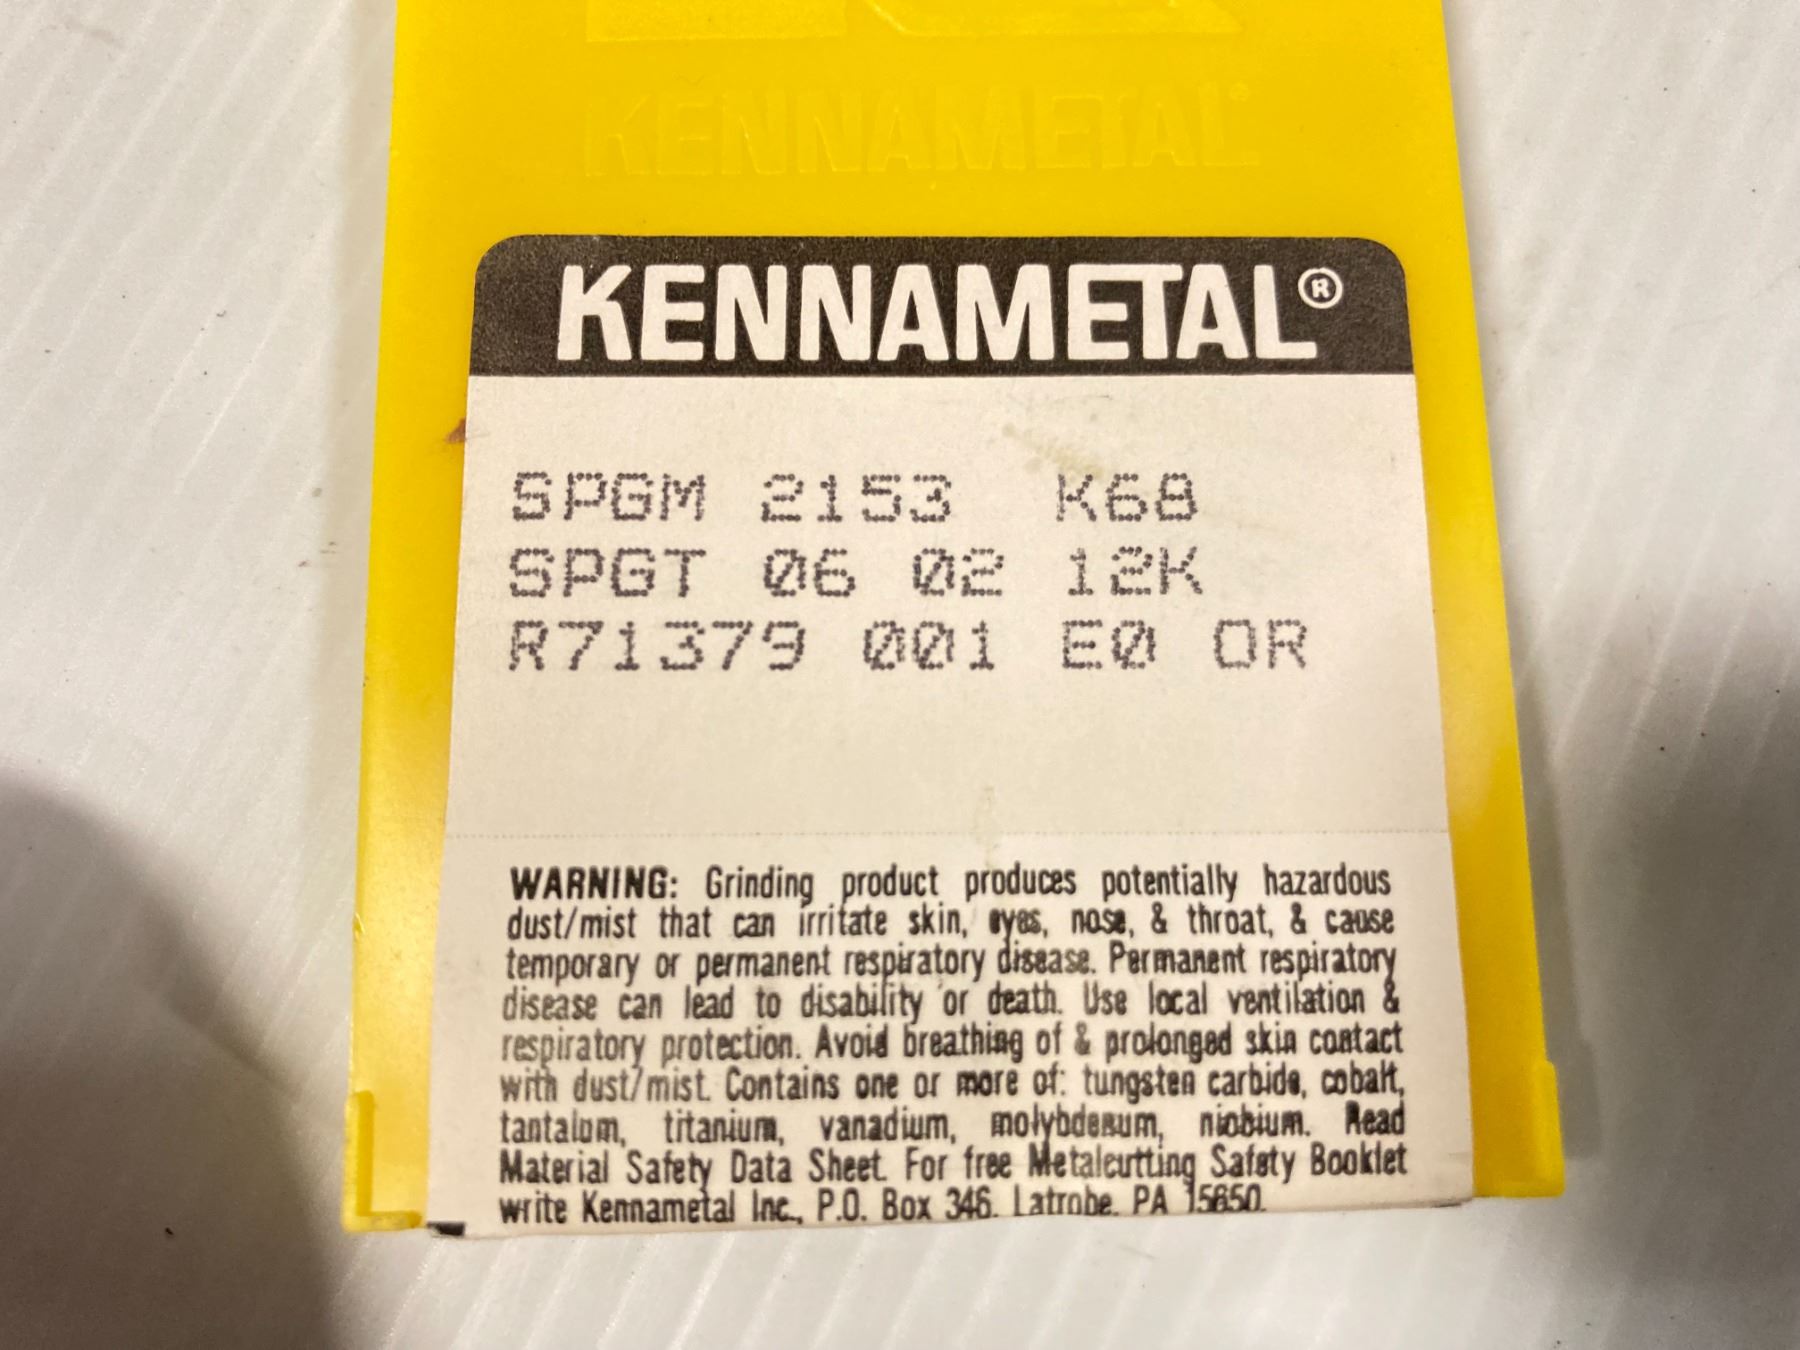 KENNAMETAL
KENNAMETAL®
SPGM 2153 K68
SPGT 06 02 12K
R71379 001 E0 OR
WARNING: Grinding product produces potentially hazardous
dust/mist that can irritate skin, eyes, nose, & throat, & cause
temporary or permanent respiratory disease. Permanent respiratory
disease can lead to disability or death. Use local ventilation &
respiratory protection. Avoid breathing of & prolonged skin contact
with dust/mist. Contains one or more of: tungsten carbide, cobalt,
tantalum, titanium, vanadium, molybdenum, niobium. Read
Material Safety Data Sheet. For free Metalcutting Safety Booklet
write Kennametal Inc., P.O. Box 346. Latrobe, PA 15650.